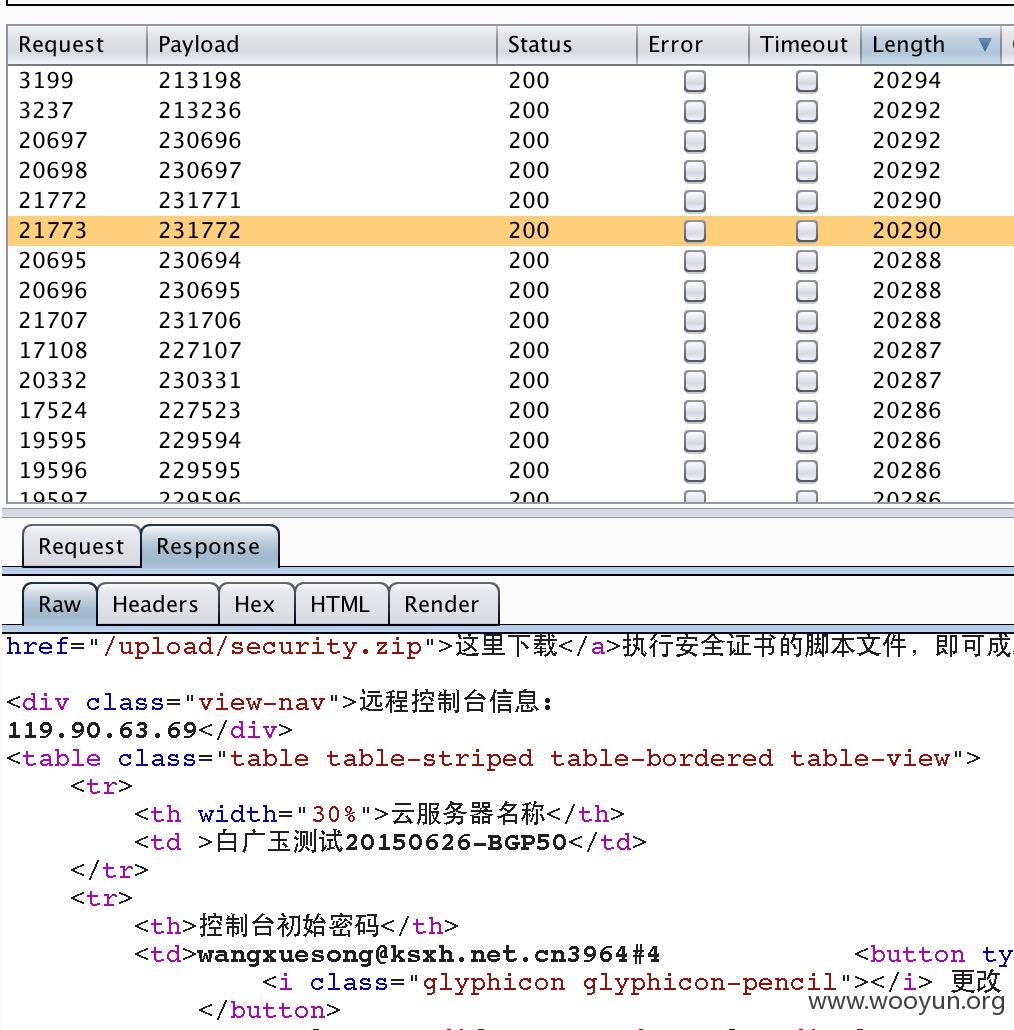 Request Payload Status Error Timeout Length
3199 213198 200 20294
3237 213236 200 20292
20697 230696 200 20292
20698 230697 200 20292
21772 231771 200 20290
21773 231772 200 20290
20695 230694 200 20288
20696 230695 200 20288
21707 231706 200 20288
17108 227107 200 20287
20332 230331 200 20287
17524 227523 200 20286
19595 229594 200 20286
19596 229595 200 20286
19597 229596 200 20286
Request Response
Raw Headers Hex HTML Render
href="/upload/security.zip">这里下载</a>执行安全证书的脚本文件，即可成
<div class="view-nav">远程控制台信息：
119.90.63.69</div>
<table class="table table-striped table-bordered table-view">
<tr>
<th width="30%">云服务器名称</th>
<td >白广玉测试20150626-BGP50</td>
</tr>
<tr>
<th>控制台初始密码</th>
<td>wangxuesong@ksxh.net.cn3964#4 <button ty
<i class="glyphicon glyphicon-pencil"></i> 更改
</button>
www.wooyun.org